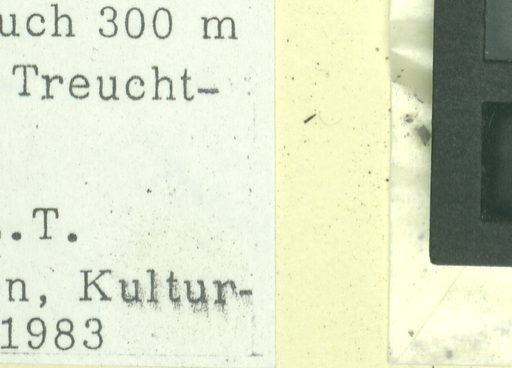 uch 300 m
Treucht-
.T.
n, Kultur-
1983